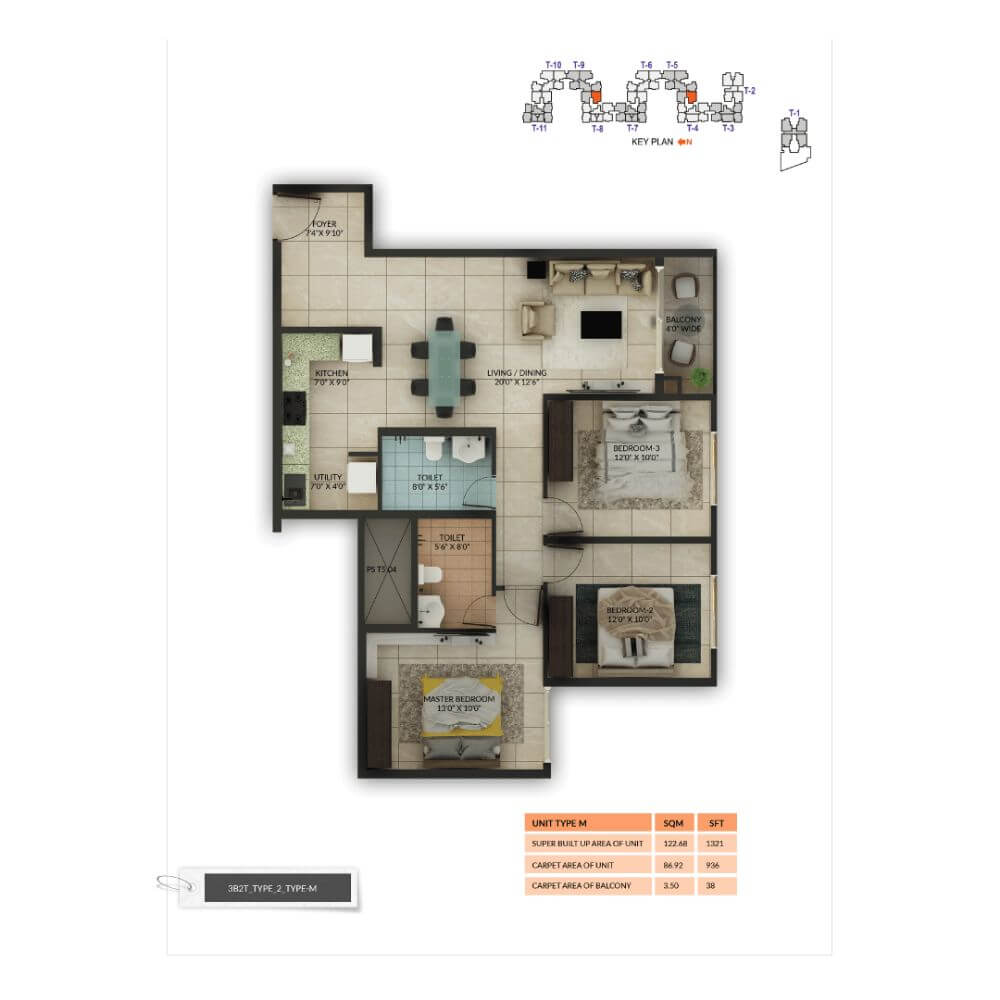 T-10 T-9 T-6 T-5
T-2
T-1
T-11 T-8 T-7 T-4 T-3
KEY PLAN N
FOYER
7'4"X 9'10"
BALCONY
4'0" WIDE
KITCHEN
7'0" X 9'0"
LIVING / DINING
20'0" X 12'6"
BEDROOM-3
12'0" X 10'0"
UTILITY
7'0" X 4'0"
TOILET
8'0" X 5'6"
TOILET
5'6" X 8'0"
BEDROOM-2
12'0" X 10'0"
MASTER BEDROOM
13'0" X 10'0"
UNIT TYPE M SQM SFT
SUPER BUILT UP AREA OF UNIT 122.68 1321
CARPET AREA OF UNIT 86.92 936
CARPET AREA OF BALCONY 3.50 38
3B2T_TYPE_2_TYPE-M